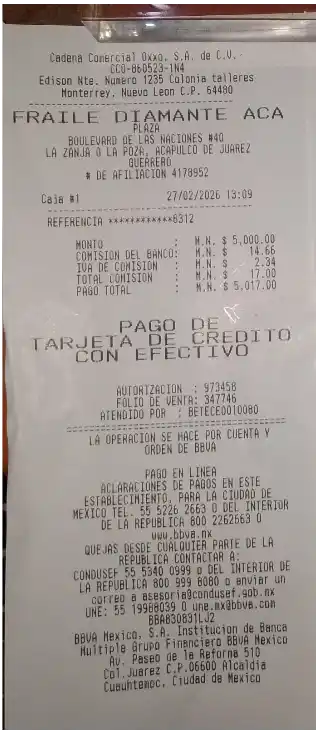 Cadena Comercial Oxxo, S.A. de C.V.
CCO-860523-1N4
Edison Nte. Numero 1235 Colonia talleres
Monterrey, Nuevo Leon C.P. 64480
FRAILE DIAMANTE ACA
PLAZA
BOULEVARD DE LAS NACIONES #40
LA ZANJA O LA POZA, ACAPULCO DE JUAREZ
GUERRERO
# DE AFILIACION 4178952
Caja #1 27/02/2026 13:09
REFERENCIA ************8312
MONTO : M.N. $ 5,000.00
COMISION DEL BANCO: M.N. $ 14.66
IVA DE COMISION : M.N. $ 2.34
TOTAL COMISION : M.N. $ 17.00
PAGO TOTAL : M.N. $ 5,017.00
PAGO DE
TARJETA DE CREDITO
CON EFECTIVO
AUTORIZACION : 973458
FOLIO DE VENTA: 347746
ATENDIDO POR : BETECE0010080
LA OPERACION SE HACE POR CUENTA Y
ORDEN DE BBVA
PAGO EN LINEA
ACLARACIONES DE PAGOS EN ESTE
ESTABLECIMIENTO, PARA LA CIUDAD DE
MEXICO TEL. 55 5226 2663 O DEL INTERIOR
DE LA REPUBLICA 800 2262663 O
www.bbva.mx
QUEJAS DESDE CUALQUIER PARTE DE LA
REPUBLICA CONTACTAR A:
CONDUSEF 55 5340 0999 o DEL INTERIOR DE
LA REPUBLICA 800 999 8080 o enviar un
correo a asesoria@condusef.gob.mx
UNE: 55 19988039 O une.mx@bbva.com
BBA830831LJ2
BBVA Mexico, S.A. Institucion de Banca
Multiple Grupo Financiero BBVA Mexico
Av. Paseo de la Reforma 510
Col.Juarez C.P.06600 Alcaldia
Cuauhtemoc, Ciudad de Mexico